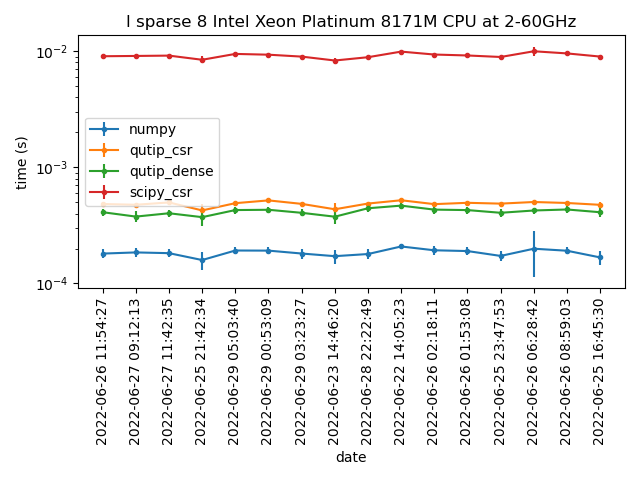 l sparse 8 Intel Xeon Platinum 8171M CPU at 2-60GHz
10⁻²
10⁻³
10⁻⁴
time (s)
numpy
qutip_csr
qutip_dense
scipy_csr
2022-06-26 11:54:27
2022-06-27 09:12:13
2022-06-27 11:42:35
2022-06-25 21:42:34
2022-06-29 05:03:40
2022-06-29 00:53:09
2022-06-29 03:23:27
2022-06-23 14:46:20
2022-06-28 22:22:49
2022-06-22 14:05:23
2022-06-26 02:18:11
2022-06-26 01:53:08
2022-06-25 23:47:53
2022-06-26 06:28:42
2022-06-26 08:59:03
2022-06-25 16:45:30
date